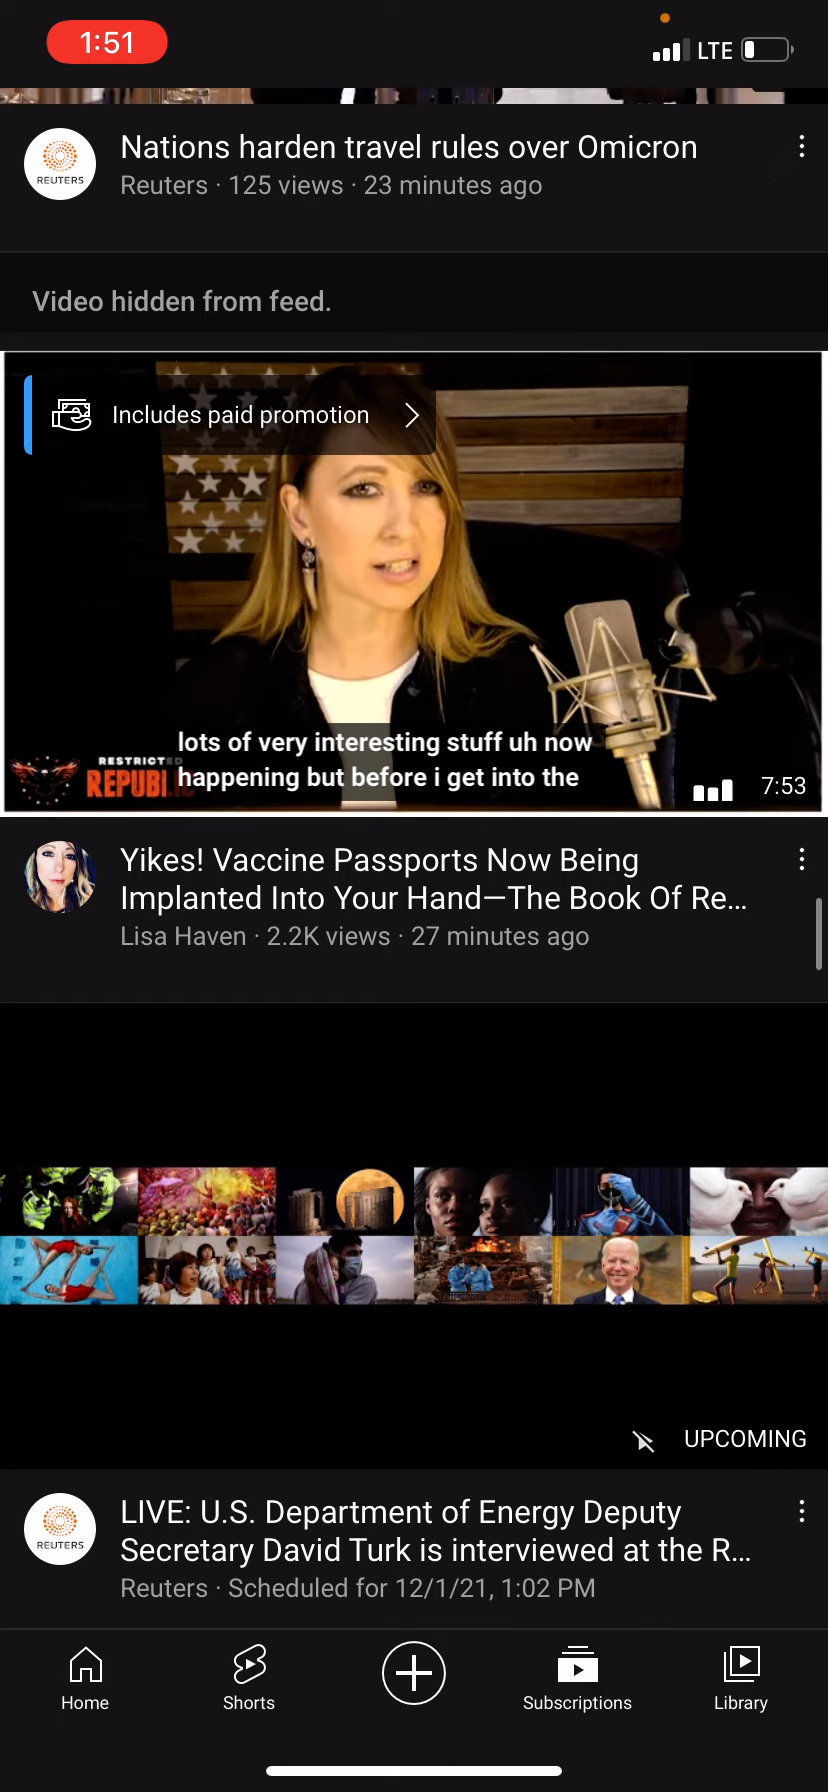 1:51
LTE
Nations harden travel rules over Omicron
REUTERS
Reuters · 125 views · 23 minutes ago
Video hidden from feed.
Includes paid promotion
lots of very interesting stuff uh now
RESTRICTED
REPUBLIC
happening but before i get into the
7:53
Yikes! Vaccine Passports Now Being
Implanted Into Your Hand—The Book Of Re...
Lisa Haven · 2.2K views · 27 minutes ago
UPCOMING
LIVE: U.S. Department of Energy Deputy
REUTERS
Secretary David Turk is interviewed at the R...
Reuters · Scheduled for 12/1/21, 1:02 PM
Home
Shorts
Subscriptions
Library